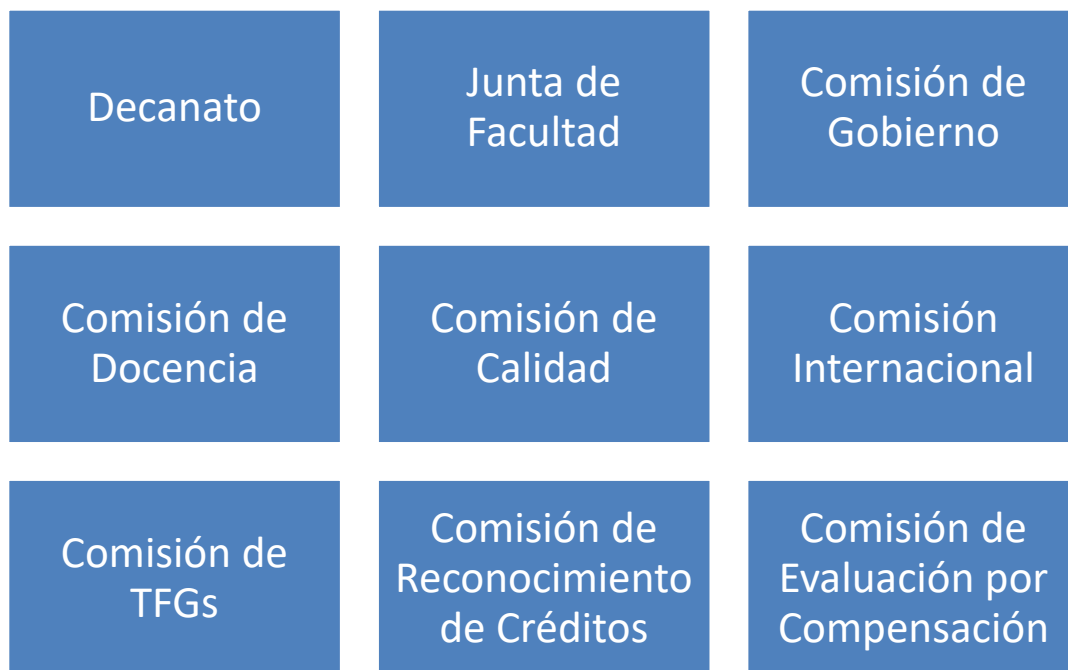 Decanato
Junta de
Facultad
Comisión de
Gobierno
Comisión de
Docencia
Comisión de
Calidad
Comisión
Internacional
Comisión de
TFGs
Comisión de
Reconocimiento
de Créditos
Comisión de
Evaluación por
Compensación